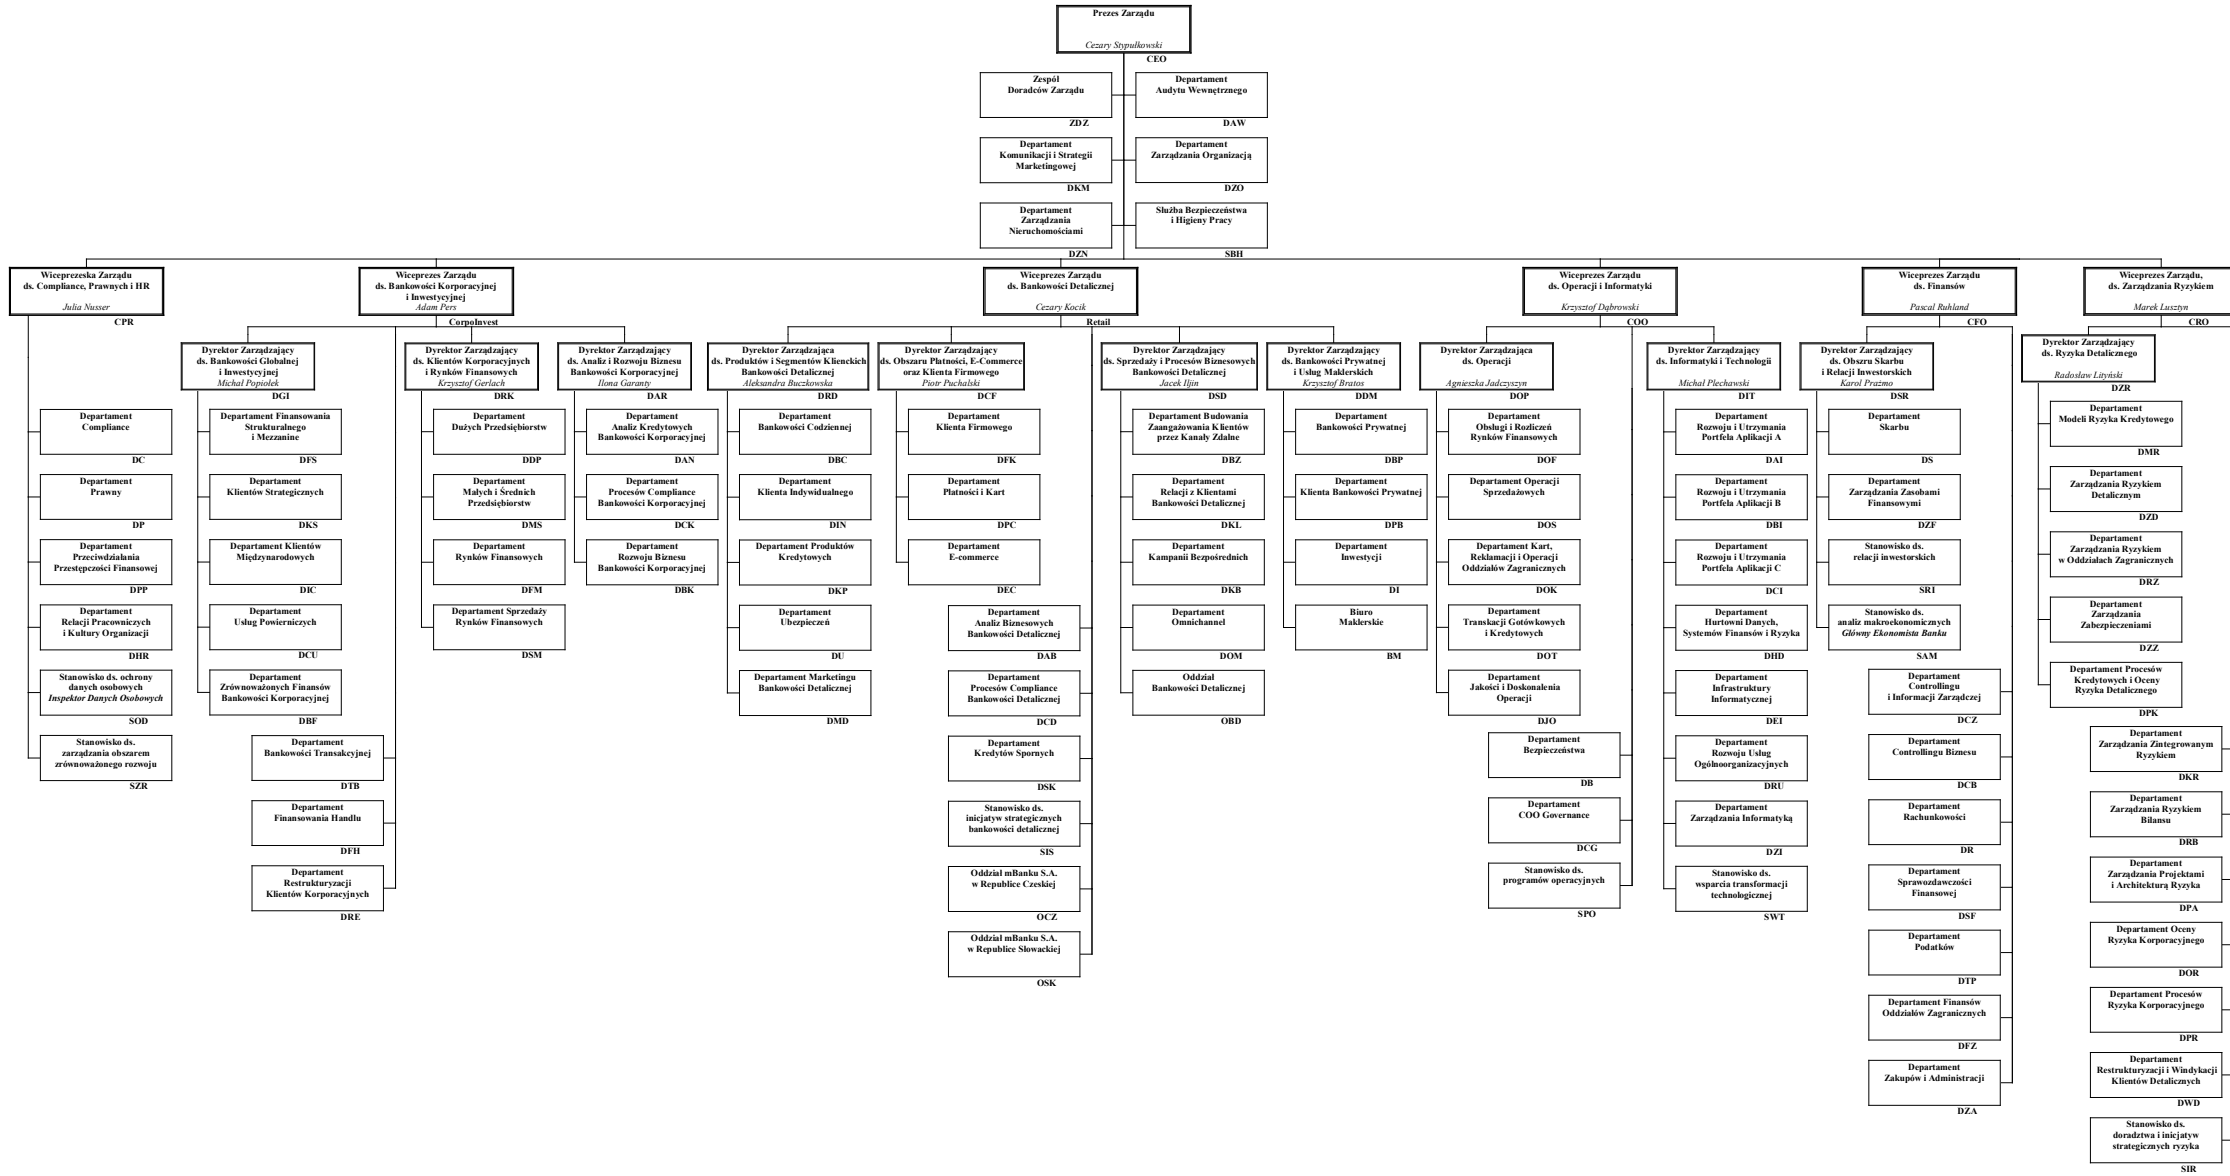 Prezes Zarządu
Cezary Stypułkowski
CEO
Zespół
Doradców Zarządu
ZDZ
Departament
Audytu Wewnętrznego
DAW
Departament
Komunikacji i Strategii
Marketingowej
DKM
Departament
Zarządzania Organizacją
DZO
Departament
Zarządzania
Nieruchomościami
DZN
Służba Bezpieczeństwa
i Higieny Pracy
SBH
Wiceprezeska Zarządu
ds. Compliance, Prawnych i HR
Julia Nusser
CPR
Departament
Compliance
DC
Departament
Prawny
DP
Departament
Przeciwdziałania
Przestępczości Finansowej
DPP
Departament
Relacji Pracowniczych
i Kultury Organizacji
DHR
Stanowisko ds. ochrony
danych osobowych
Inspektor Danych Osobowych
SOD
Stanowisko ds.
zarządzania obszarem
zrównoważonego rozwoju
SZR
Wiceprezes Zarządu
ds. Bankowości Korporacyjnej
i Inwestycyjnej
Adam Pers
CorpoInvest
Dyrektor Zarządzający
ds. Bankowości Globalnej
i Inwestycyjnej
Michał Popiołek
DGI
Departament Finansowania
Strukturalnego
i Mezzanine
DFS
Departament
Klientów Strategicznych
DKS
Departament Klientów
Międzynarodowych
DIC
Departament
Usług Powierniczych
DCU
Departament
Zrównoważonych Finansów
Bankowości Korporacyjnej
DBF
Departament
Bankowości Transakcyjnej
DTB
Departament
Finansowania Handlu
DFH
Departament
Restrukturyzacji
Klientów Korporacyjnych
DRE
Dyrektor Zarządzający
ds. Klientów Korporacyjnych
i Rynków Finansowych
Krzysztof Gerlach
DRK
Departament
Dużych Przedsiębiorstw
DDP
Departament
Małych i Średnich
Przedsiębiorstw
DMS
Departament
Rynków Finansowych
DFM
Departament Sprzedaży
Rynków Finansowych
DSM
Dyrektor Zarządzający
ds. Analiz i Rozwoju Biznesu
Bankowości Korporacyjnej
Ilona Garanty
DAR
Departament
Analiz Kredytowych
Bankowości Korporacyjnej
DAN
Departament
Procesów Compliance
Bankowości Korporacyjnej
DCK
Departament
Rozwoju Biznesu
Bankowości Korporacyjnej
DBK
Wiceprezes Zarządu
ds. Bankowości Detalicznej
Cezary Kocik
Retail
Dyrektor Zarządzająca
ds. Produktów i Segmentów Klienckich
Bankowości Detalicznej
Aleksandra Buczkowska
DRD
Departament
Bankowości Codziennej
DBC
Departament
Klienta Indywidualnego
DIN
Departament Produktów
Kredytowych
DKP
Departament
Ubezpieczeń
DU
Departament Marketingu
Bankowości Detalicznej
DMD
Dyrektor Zarządzający
ds. Obszaru Płatności, E-Commerce
oraz Klienta Firmowego
Piotr Puchalski
DCF
Departament
Klienta Firmowego
DFK
Departament
Płatności i Kart
DPC
Departament
E-commerce
DEC
Departament
Analiz Biznesowych
Bankowości Detalicznej
DAB
Departament
Procesów Compliance
Bankowości Detalicznej
DCD
Departament
Kredytów Spornych
DSK
Stanowisko ds.
inicjatyw strategicznych
bankowości detalicznej
SIS
Oddział mBanku S.A.
w Republice Czeskiej
OCZ
Oddział mBanku S.A.
w Republice Słowackiej
OSK
Dyrektor Zarządzający
ds. Sprzedaży i Procesów Biznesowych
Bankowości Detalicznej
Jacek Iljin
DSD
Departament Budowania
Zaangażowania Klientów
przez Kanały Zdalne
DBZ
Departament
Relacji z Klientami
Bankowości Detalicznej
DKL
Departament
Kampanii Bezpośrednich
DKB
Departament
Omnichannel
DOM
Oddział
Bankowości Detalicznej
OBD
Dyrektor Zarządzający
ds. Bankowości Prywatnej
i Usług Maklerskich
Krzysztof Bratos
DDM
Departament
Bankowości Prywatnej
DBP
Departament
Klienta Bankowości Prywatnej
DPB
Departament
Inwestycji
DI
Biuro
Maklerskie
BM
Wiceprezes Zarządu
ds. Operacji i Informatyki
Krzysztof Dąbrowski
COO
Dyrektor Zarządzająca
ds. Operacji
Agnieszka Jadczyszyn
DOP
Departament
Obsługi i Rozliczeń
Rynków Finansowych
DOF
Departament Operacji
Sprzedażowych
DOS
Departament Kart,
Reklamacji i Operacji
Oddziałów Zagranicznych
DOK
Departament
Transkacji Gotówkowych
i Kredytowych
DOT
Departament
Jakości i Doskonalenia
Operacji
DJO
Departament
Bezpieczeństwa
DB
Departament
COO Governance
DCG
Stanowisko ds.
programów operacyjnych
SPO
Dyrektor Zarządzający
ds. Informatyki i Technologii
Michał Plechawski
DIT
Departament
Rozwoju i Utrzymania
Portfela Aplikacji A
DAI
Departament
Rozwoju i Utrzymania
Portfela Aplikacji B
DBI
Departament
Rozwoju i Utrzymania
Portfela Aplikacji C
DCI
Departament
Hurtowni Danych,
Systemów Finansów i Ryzyka
DHD
Departament
Infrastruktury
Informatycznej
DEI
Departament
Rozwoju Usług
Ogólnoorganizacyjnych
DRU
Departament
Zarządzania Informatyką
DZI
Stanowisko ds.
wsparcia transformacji
technologicznej
SWT
Wiceprezes Zarządu
ds. Finansów
Pascal Ruhland
CFO
Dyrektor Zarządzający
ds. Obszru Skarbu
i Relacji Inwestorskich
Karol Prażmo
DSR
Departament
Skarbu
DS
Departament
Zarządzania Zasobami
Finansowymi
DZF
Stanowisko ds.
relacji inwestorskich
SRI
Stanowisko ds.
analiz makroekonomicznych
Główny Ekonomista Banku
SAM
Departament
Controllingu
i Informacji Zarządczej
DCZ
Departament
Controllingu Biznesu
DCB
Departament
Rachunkowości
DR
Departament
Sprawozdawczości
Finansowej
DSF
Departament
Podatków
DTP
Departament Finansów
Oddziałów Zagranicznych
DFZ
Departament
Zakupów i Administracji
DZA
Wiceprezes Zarządu,
ds. Zarządzania Ryzykiem
Marek Lusztyn
CRO
Dyrektor Zarządzający
ds. Ryzyka Detalicznego
Radosław Lityński
DZR
Departament
Modeli Ryzyka Kredytowego
DMR
Departament
Zarządzania Ryzykiem
Detalicznym
DZD
Departament
Zarządzania Ryzykiem
w Oddziałach Zagranicznych
DRZ
Departament
Zarządzania
Zabezpieczeniami
DZZ
Departament Procesów
Kredytowych i Oceny
Ryzyka Detalicznego
DPK
Departament
Zarządzania Zintegrowanym
Ryzykiem
DKR
Departament
Zarządzania Ryzykiem
Bilansu
DRB
Departament
Zarządzania Projektami
i Architekturą Ryzyka
DPA
Departament Oceny
Ryzyka Korporacyjnego
DOR
Departament Procesów
Ryzyka Korporacyjnego
DPR
Departament
Restrukturyzacji i Windykacji
Klientów Detalicznych
DWD
Stanowisko ds.
doradztwa i inicjatyw
strategicznych ryzyka
SIR